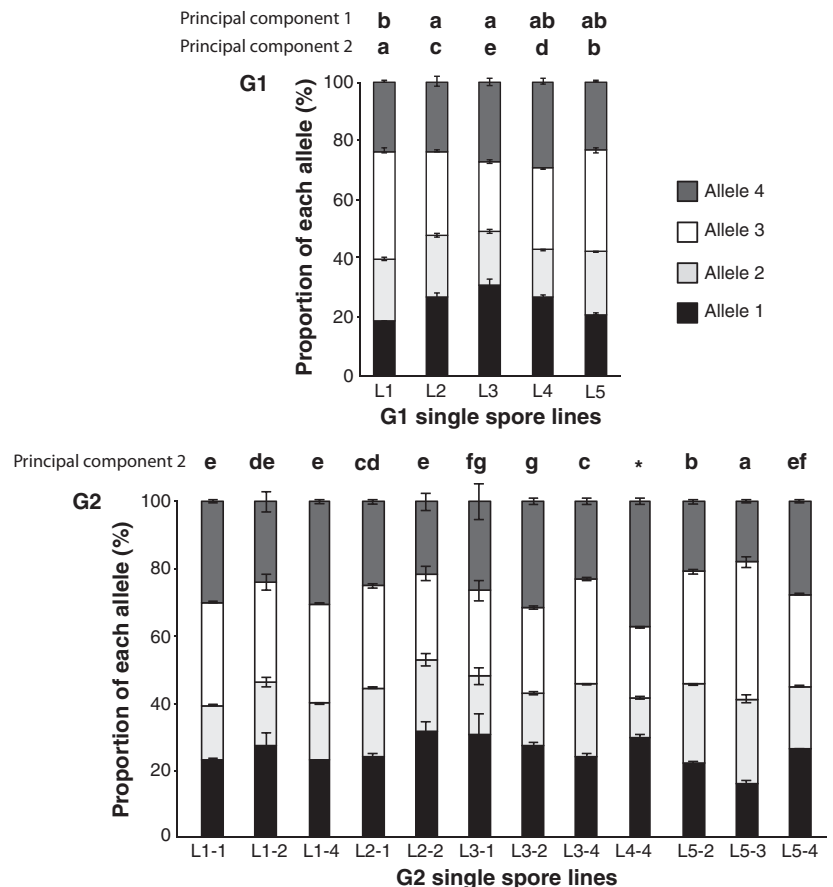 Principal component 1 b a a ab ab
Principal component 2 a c e d b
G1
Proportion of each allele (%)
100
80
60
40
20
0
L1 L2 L3 L4 L5
G1 single spore lines
Allele 4
Allele 3
Allele 2
Allele 1
Principal component 2 e de e cd e fg g c * b a ef
G2
Proportion of each allele (%)
100
80
60
40
20
0
L1-1 L1-2 L1-4 L2-1 L2-2 L3-1 L3-2 L3-4 L4-4 L5-2 L5-3 L5-4
G2 single spore lines